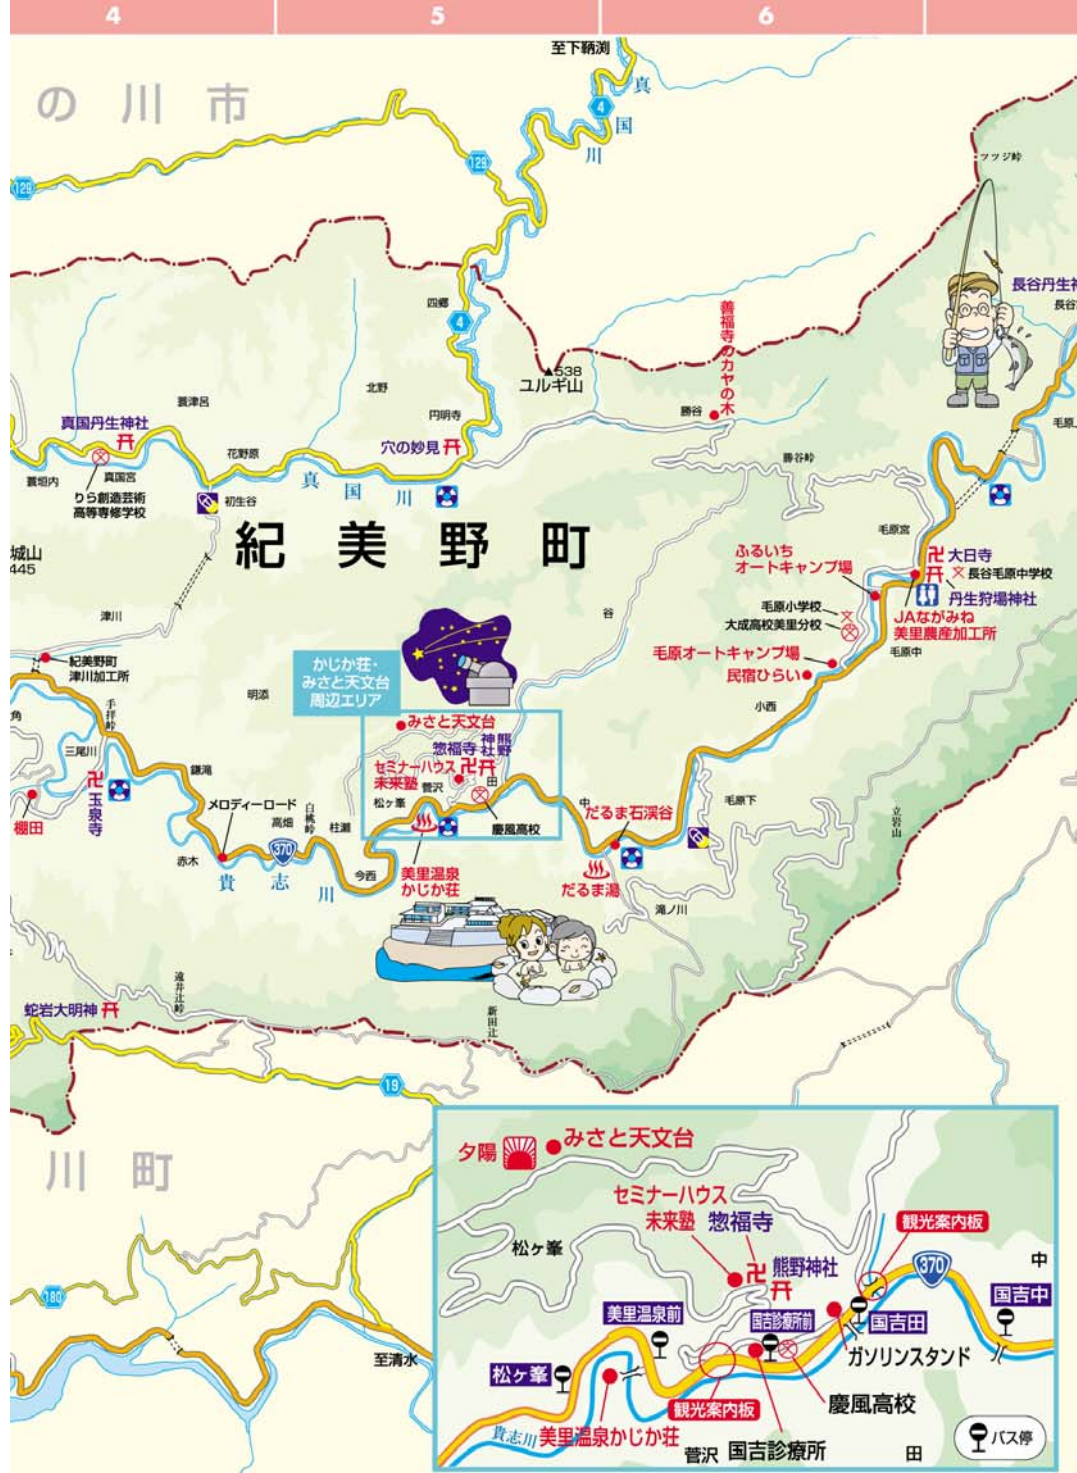 4
5
6
至下鞆渕
の川市
4
真国川
129
129
ツツジ峠
長谷丹生神
長谷
四郷
4
善福寺のカヤの木
538
ユルギ山
北野
蓑津呂
円明寺
勝谷
真国丹生神社
穴の妙見
花野原
勝谷峠
毛原
蓑垣内
真国宮
真国川
りら創造芸術
高等専修学校
初生谷
紀美野町
毛原宮
城山
445
ふるいち
オートキャンプ場
大日寺
長谷毛原中学校
丹生狩場神社
毛原小学校
大成高校美里分校
JAながみね
美里農産加工所
津川
谷
毛原中
毛原オートキャンプ場
民宿ひらい
紀美野町
津川加工所
かじか荘・
みさと天文台
周辺エリア
明添
手拝峠
角
小西
みさと天文台
三尾川
惣福寺
熊野
神社
セミナーハウス
未来塾
鎌滝
菅沢
田
玉泉寺
棚田
メロディーロード
高畑
白桃峠
松ヶ峯
柱瀬
慶風高校
中
だるま石渓谷
毛原下
立岩山
赤木
370
貴志川
今西
美里温泉
かじか荘
だるま湯
滝ノ川
遠井辻峠
蛇岩大明神
新田辻
19
川町
180
至清水
夕陽
みさと天文台
セミナーハウス
未来塾
惣福寺
観光案内板
松ヶ峯
熊野神社
370
中
国吉中
美里温泉前
国吉診療所前
国吉田
ガソリンスタンド
松ヶ峯
慶風高校
観光案内板
貴志川
美里温泉かじか荘
菅沢
国吉診療所
田
バス停